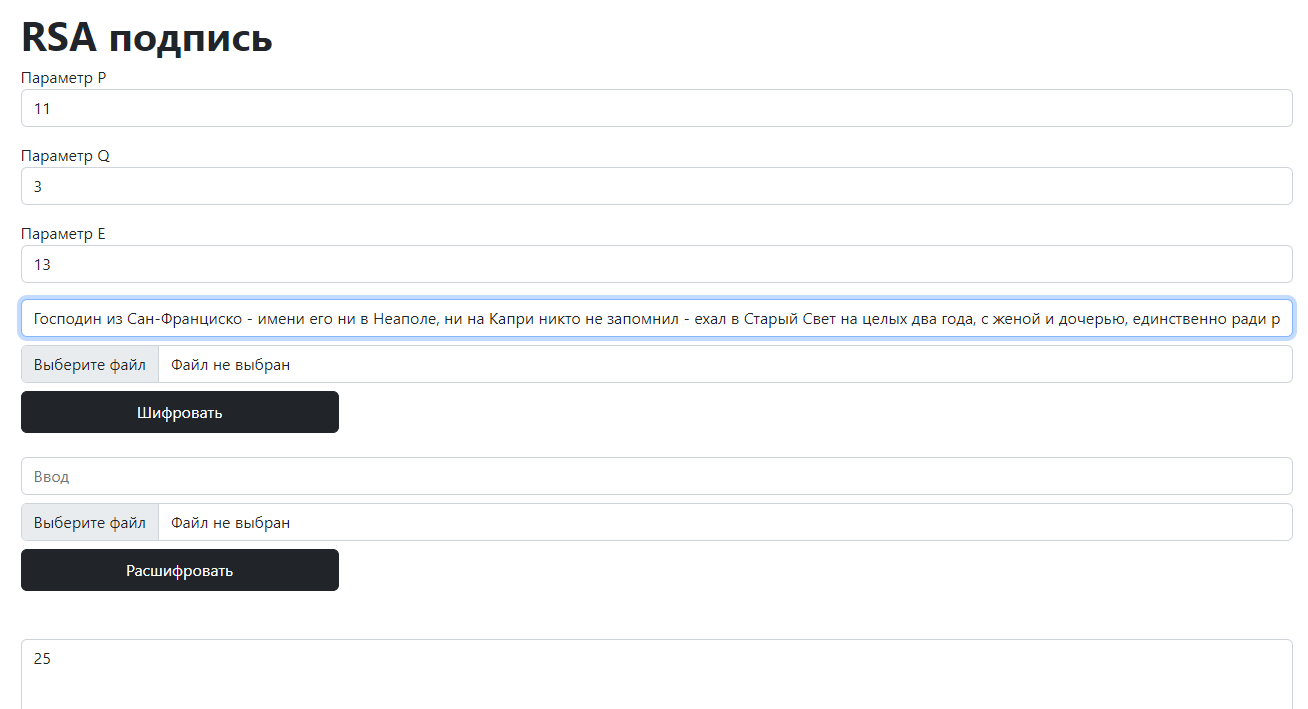 RSA подпись
Параметр P
11
Параметр Q
3
Параметр E
13
Господин из Сан-Франциско - имени его ни в Неаполе, ни на Капри никто не запомнил - ехал в Старый Свет на целых два года, с женой и дочерью, единственно ради р
Выберите файл Файл не выбран
Шифровать
Ввод
Выберите файл Файл не выбран
Расшифровать
25